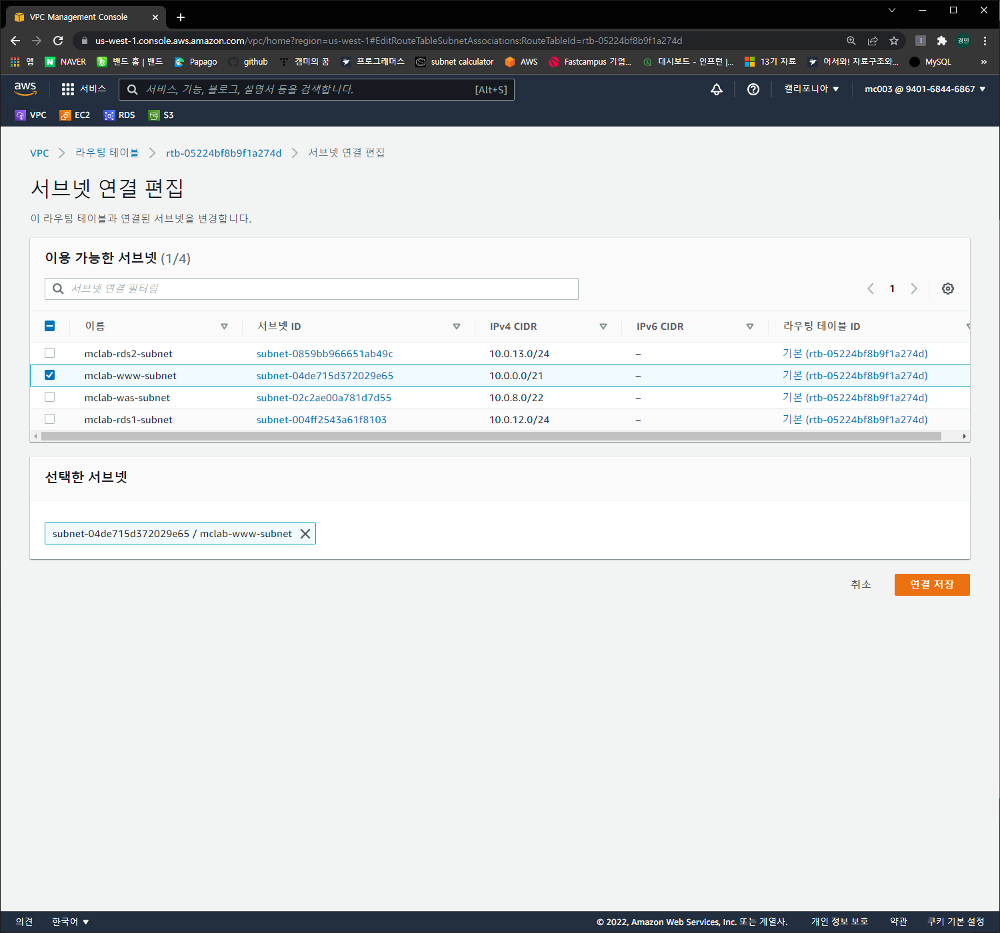 VPC Management Console
us-west-1.console.aws.amazon.com/vpc/home?region=us-west-1#EditRouteTableSubnetAssociations:RouteTableId=rtb-05224bf8b9f1a274d
경민
앱 NAVER 밴드 홈 | 밴드 Papago github 캠미의 꿈 프로그래머스 subnet calculator AWS Fastcampus 기업... 대시보드 - 인프런 |... 13기 자료 어서와! 자료구조와... MySQL »
aws 서비스 서비스, 기능, 블로그, 설명서 등을 검색합니다. [Alt+S] 캘리포니아 mc003 @ 9401-6844-6867
VPC EC2 RDS S3
VPC 라우팅 테이블 rtb-05224bf8b9f1a274d 서브넷 연결 편집
서브넷 연결 편집
이 라우팅 테이블과 연결된 서브넷을 변경합니다.
이용 가능한 서브넷 (1/4)
서브넷 연결 필터링 1
이름 서브넷 ID IPv4 CIDR IPv6 CIDR 라우팅 테이블 ID
mclab-rds2-subnet subnet-0859bb966651ab49c 10.0.13.0/24 – 기본 (rtb-05224bf8b9f1a274d)
mclab-www-subnet subnet-04de715d372029e65 10.0.0.0/21 – 기본 (rtb-05224bf8b9f1a274d)
mclab-was-subnet subnet-02c2ae00a781d7d55 10.0.8.0/22 – 기본 (rtb-05224bf8b9f1a274d)
mclab-rds1-subnet subnet-004ff2543a61f8103 10.0.12.0/24 – 기본 (rtb-05224bf8b9f1a274d)
선택한 서브넷
subnet-04de715d372029e65 / mclab-www-subnet
취소 연결 저장
의견 한국어 © 2022, Amazon Web Services, Inc. 또는 계열사. 개인 정보 보호 약관 쿠키 기본 설정